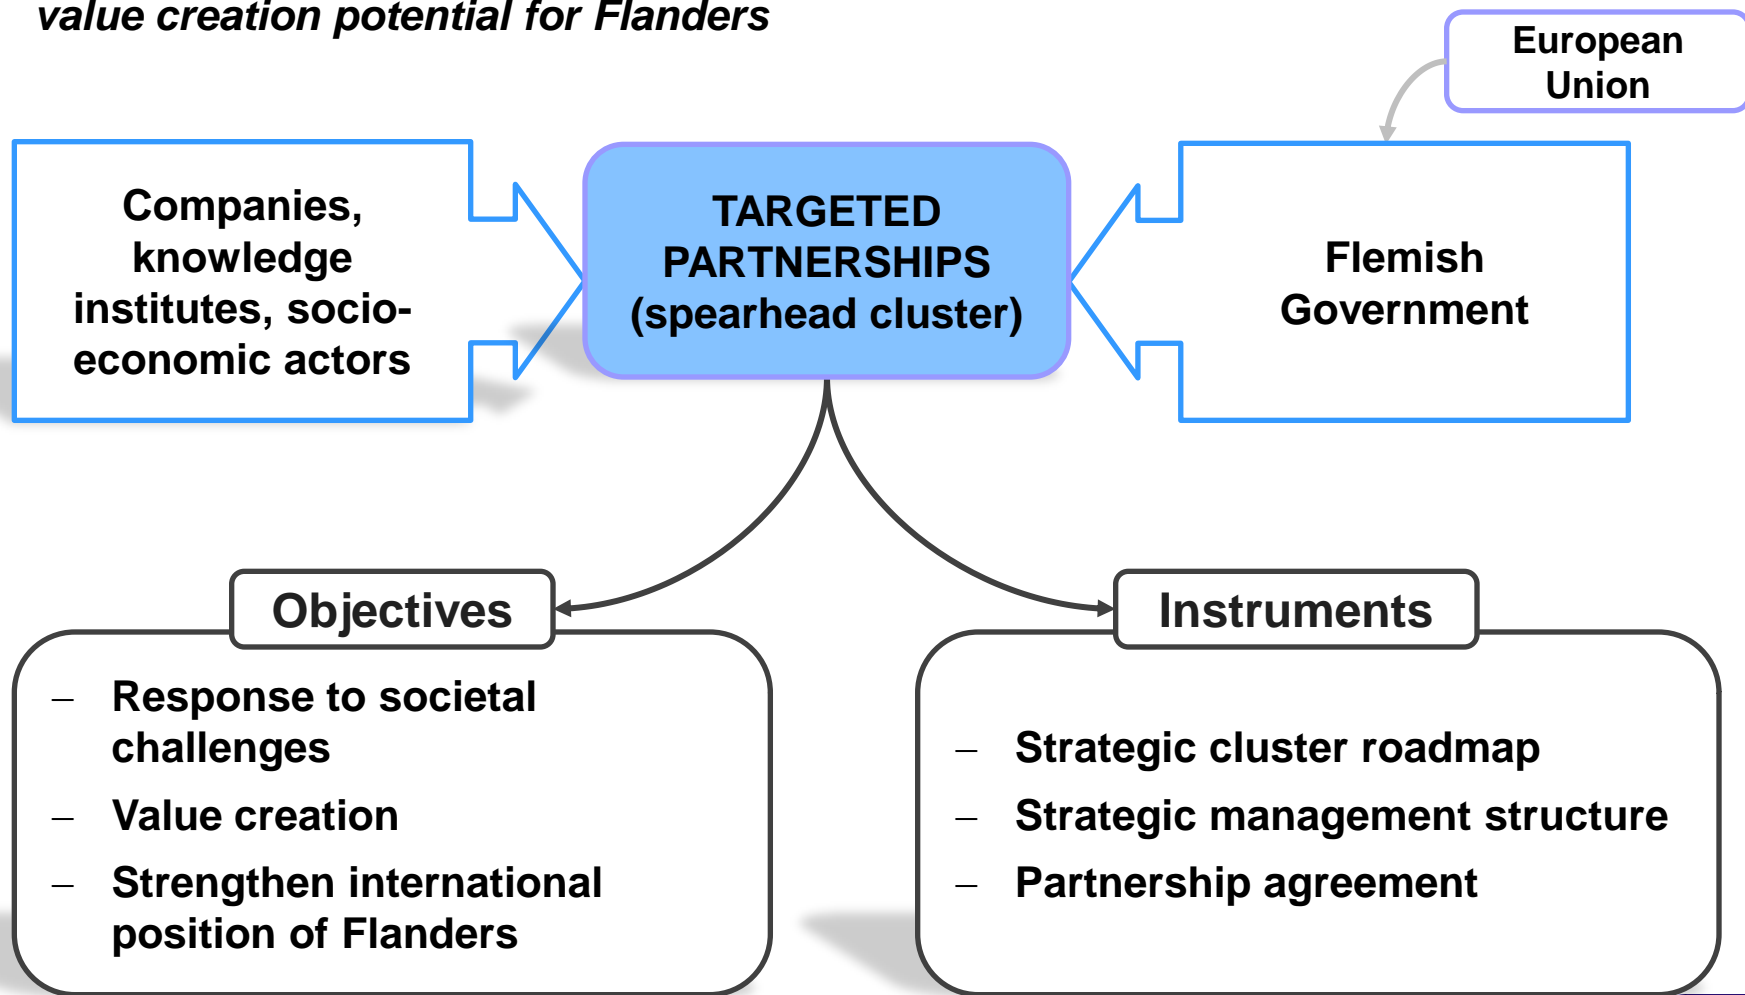 value creation potential for Flanders
European
Union
Companies,
knowledge
institutes, socio-
economic actors
TARGETED
PARTNERSHIPS
(spearhead cluster)
Flemish
Government
Objectives
– Response to societal
challenges
– Value creation
– Strengthen international
position of Flanders
Instruments
– Strategic cluster roadmap
– Strategic management structure
– Partnership agreement